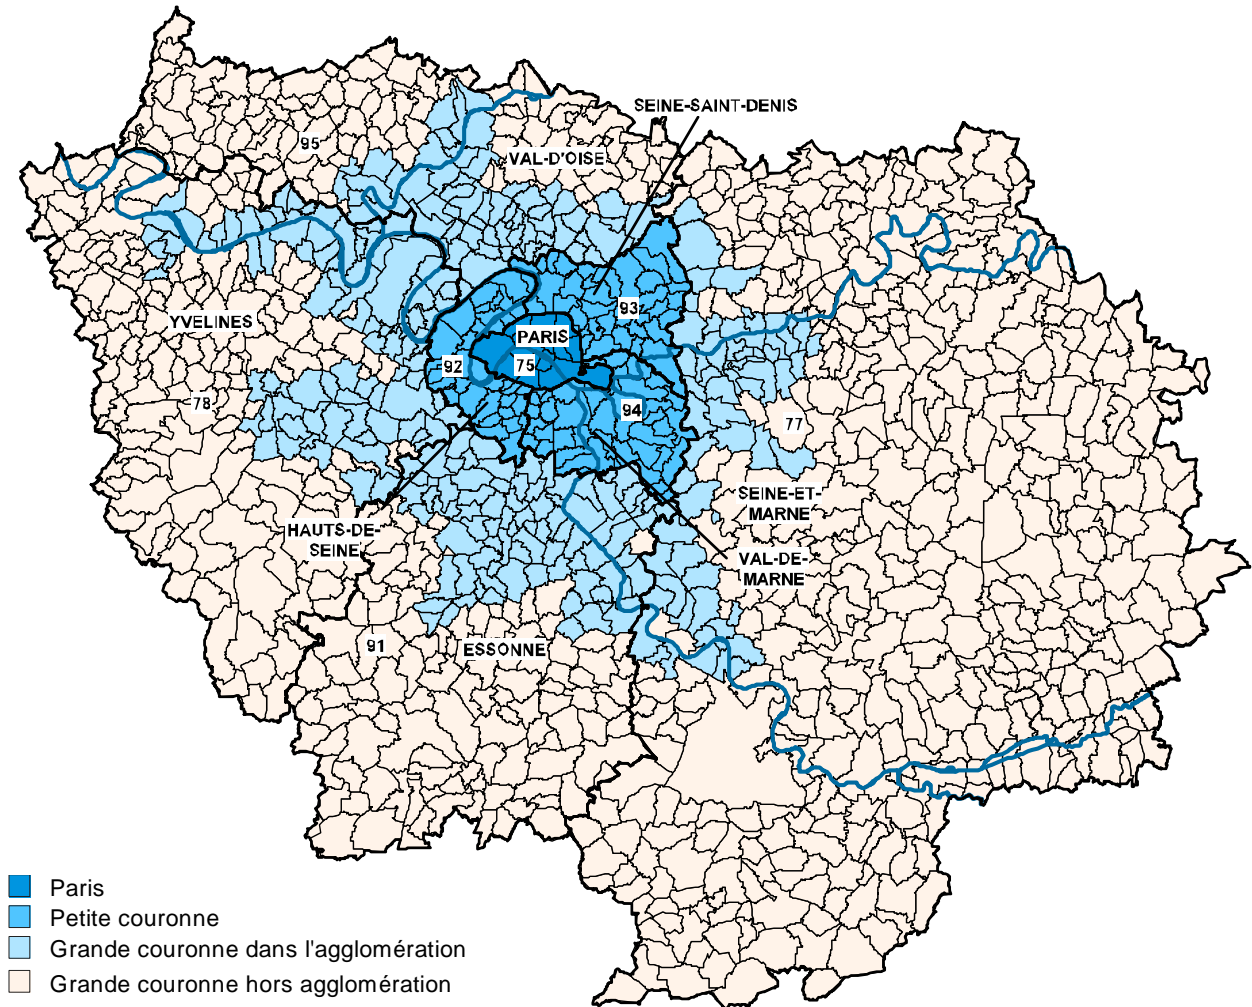 SEINE-SAINT-DENIS
95
VAL-D'OISE
93
YVELINES
PARIS
92
75
78
94
77
SEINE-ET-
MARNE
HAUTS-DE-
SEINE
VAL-DE-
MARNE
91
ESSONNE
Paris
Petite couronne
Grande couronne dans l'agglomération
Grande couronne hors agglomération